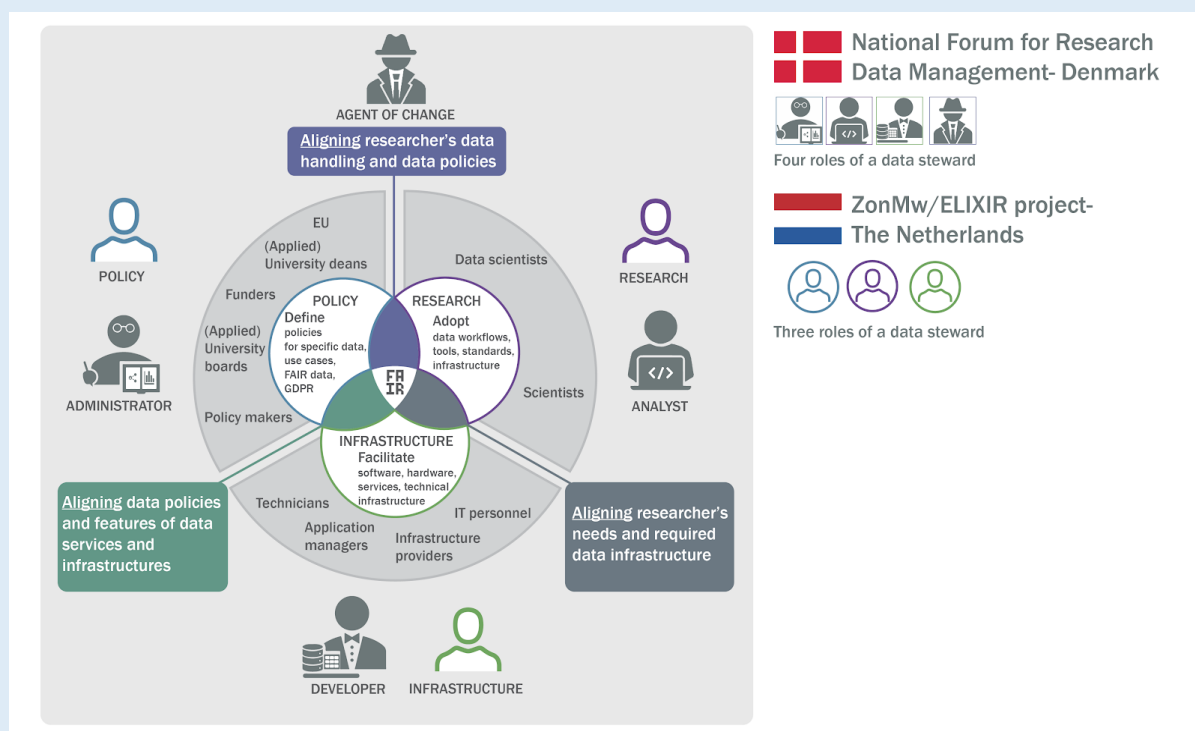 AGENT OF CHANGE
Aligning researcher's data
handling and data policies
POLICY
ADMINISTRATOR
EU
(Applied)
University deans
Funders
(Applied)
University
boards
Policy makers
POLICY
Define
policies
for specific data,
use cases,
FAIR data,
GDPR
RESEARCH
Adopt
data workflows,
tools, standards,
infrastructure
FA
IR
INFRASTRUCTURE
Facilitate
software, hardware,
services, technical
infrastructure
Data scientists
Scientists
RESEARCH
</>
ANALYST
Technicians
Application
managers
IT personnel
Infrastructure
providers
Aligning data policies
and features of data
services and
infrastructures
Aligning researcher's
needs and required
data infrastructure
DEVELOPER
INFRASTRUCTURE
National Forum for Research
Data Management- Denmark
</>
Four roles of a data steward
ZonMw/ELIXIR project-
The Netherlands
Three roles of a data steward